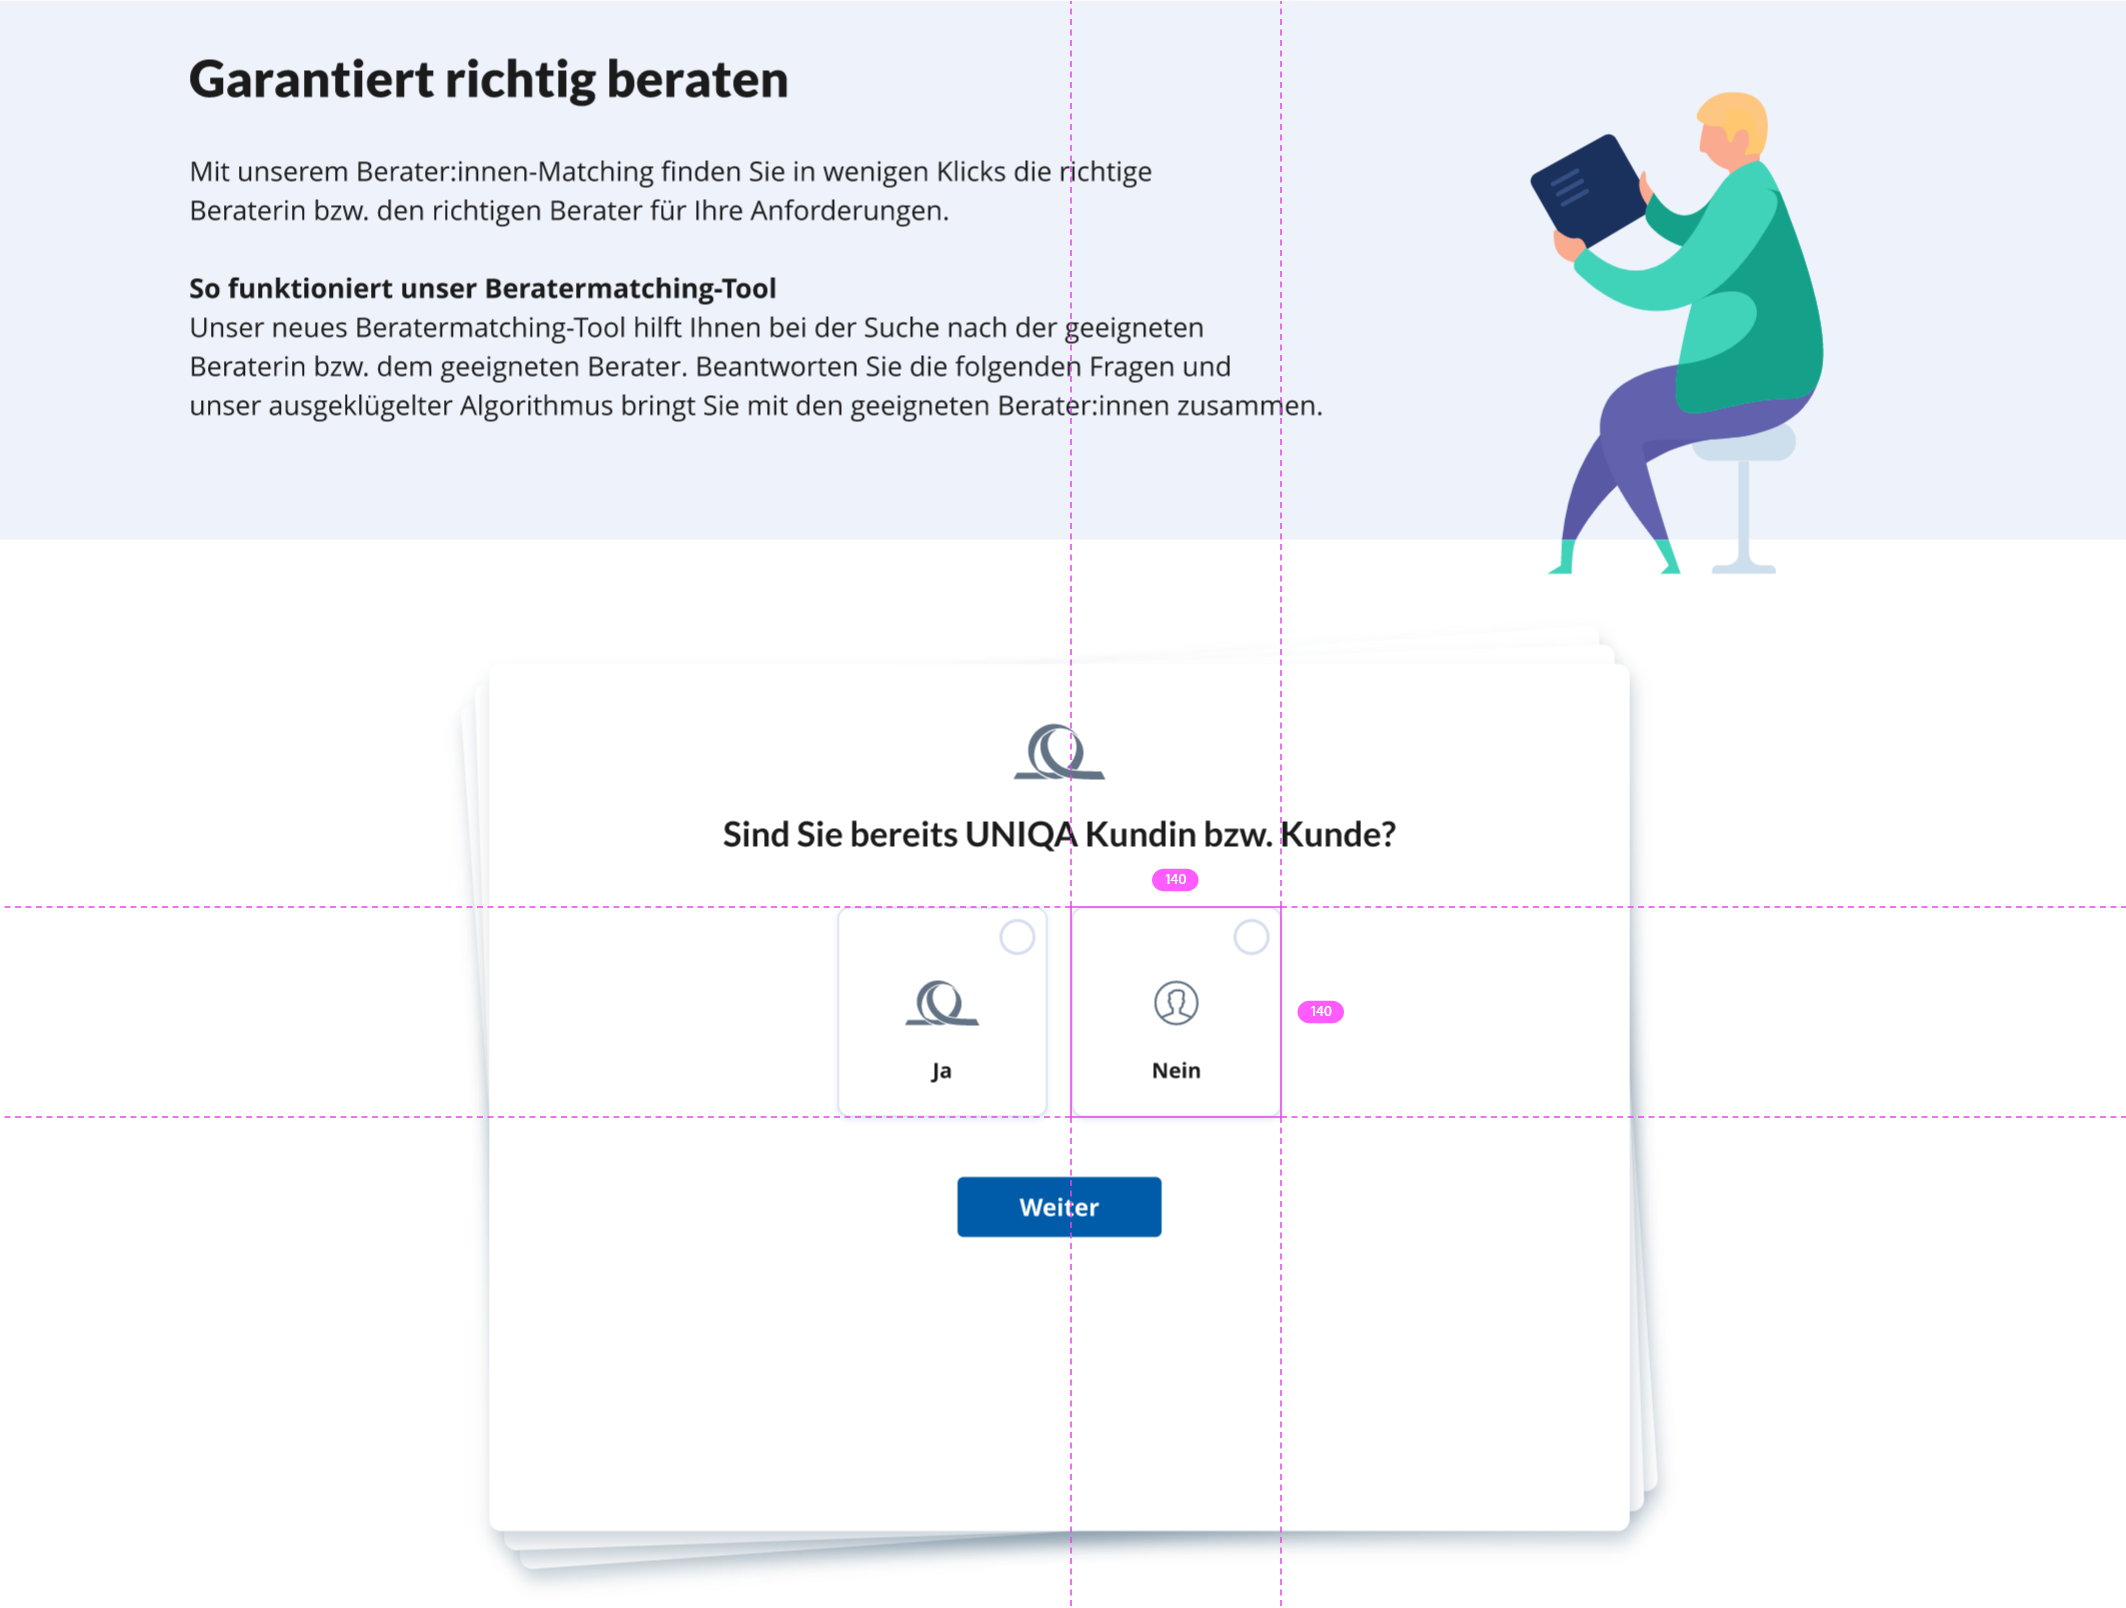 Garantiert richtig beraten
Mit unserem Berater:innen-Matching finden Sie in wenigen Klicks die richtige
Beraterin bzw. den richtigen Berater für Ihre Anforderungen.
So funktioniert unser Beratermatching-Tool
Unser neues Beratermatching-Tool hilft Ihnen bei der Suche nach der geeigneten
Beraterin bzw. dem geeigneten Berater. Beantworten Sie die folgenden Fragen und
unser ausgeklügelter Algorithmus bringt Sie mit den geeigneten Berater:innen zusammen.
Sind Sie bereits UNIQA Kundin bzw. Kunde?
140
140
Ja
Nein
Weiter